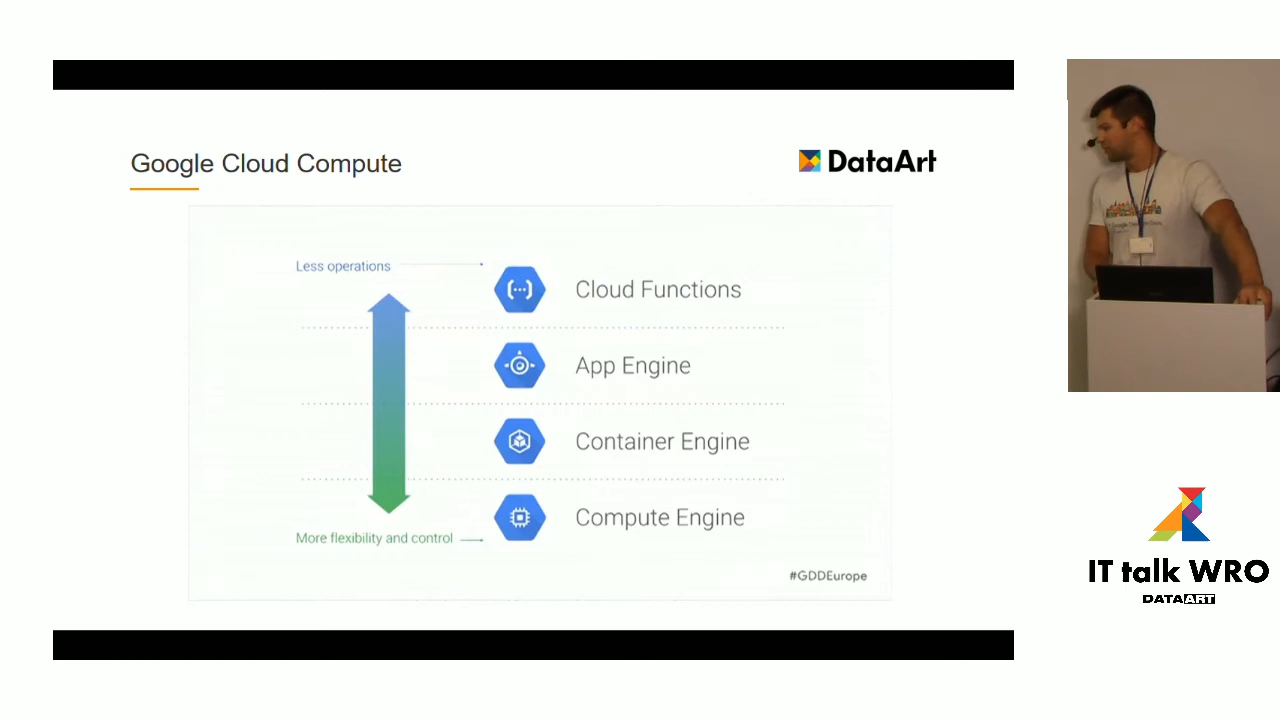 Google Cloud Compute
DataArt
Less operations
Cloud Functions
App Engine
Container Engine
Compute Engine
More flexibility and control
#GDDEurope
IT talk WRO
DATAART